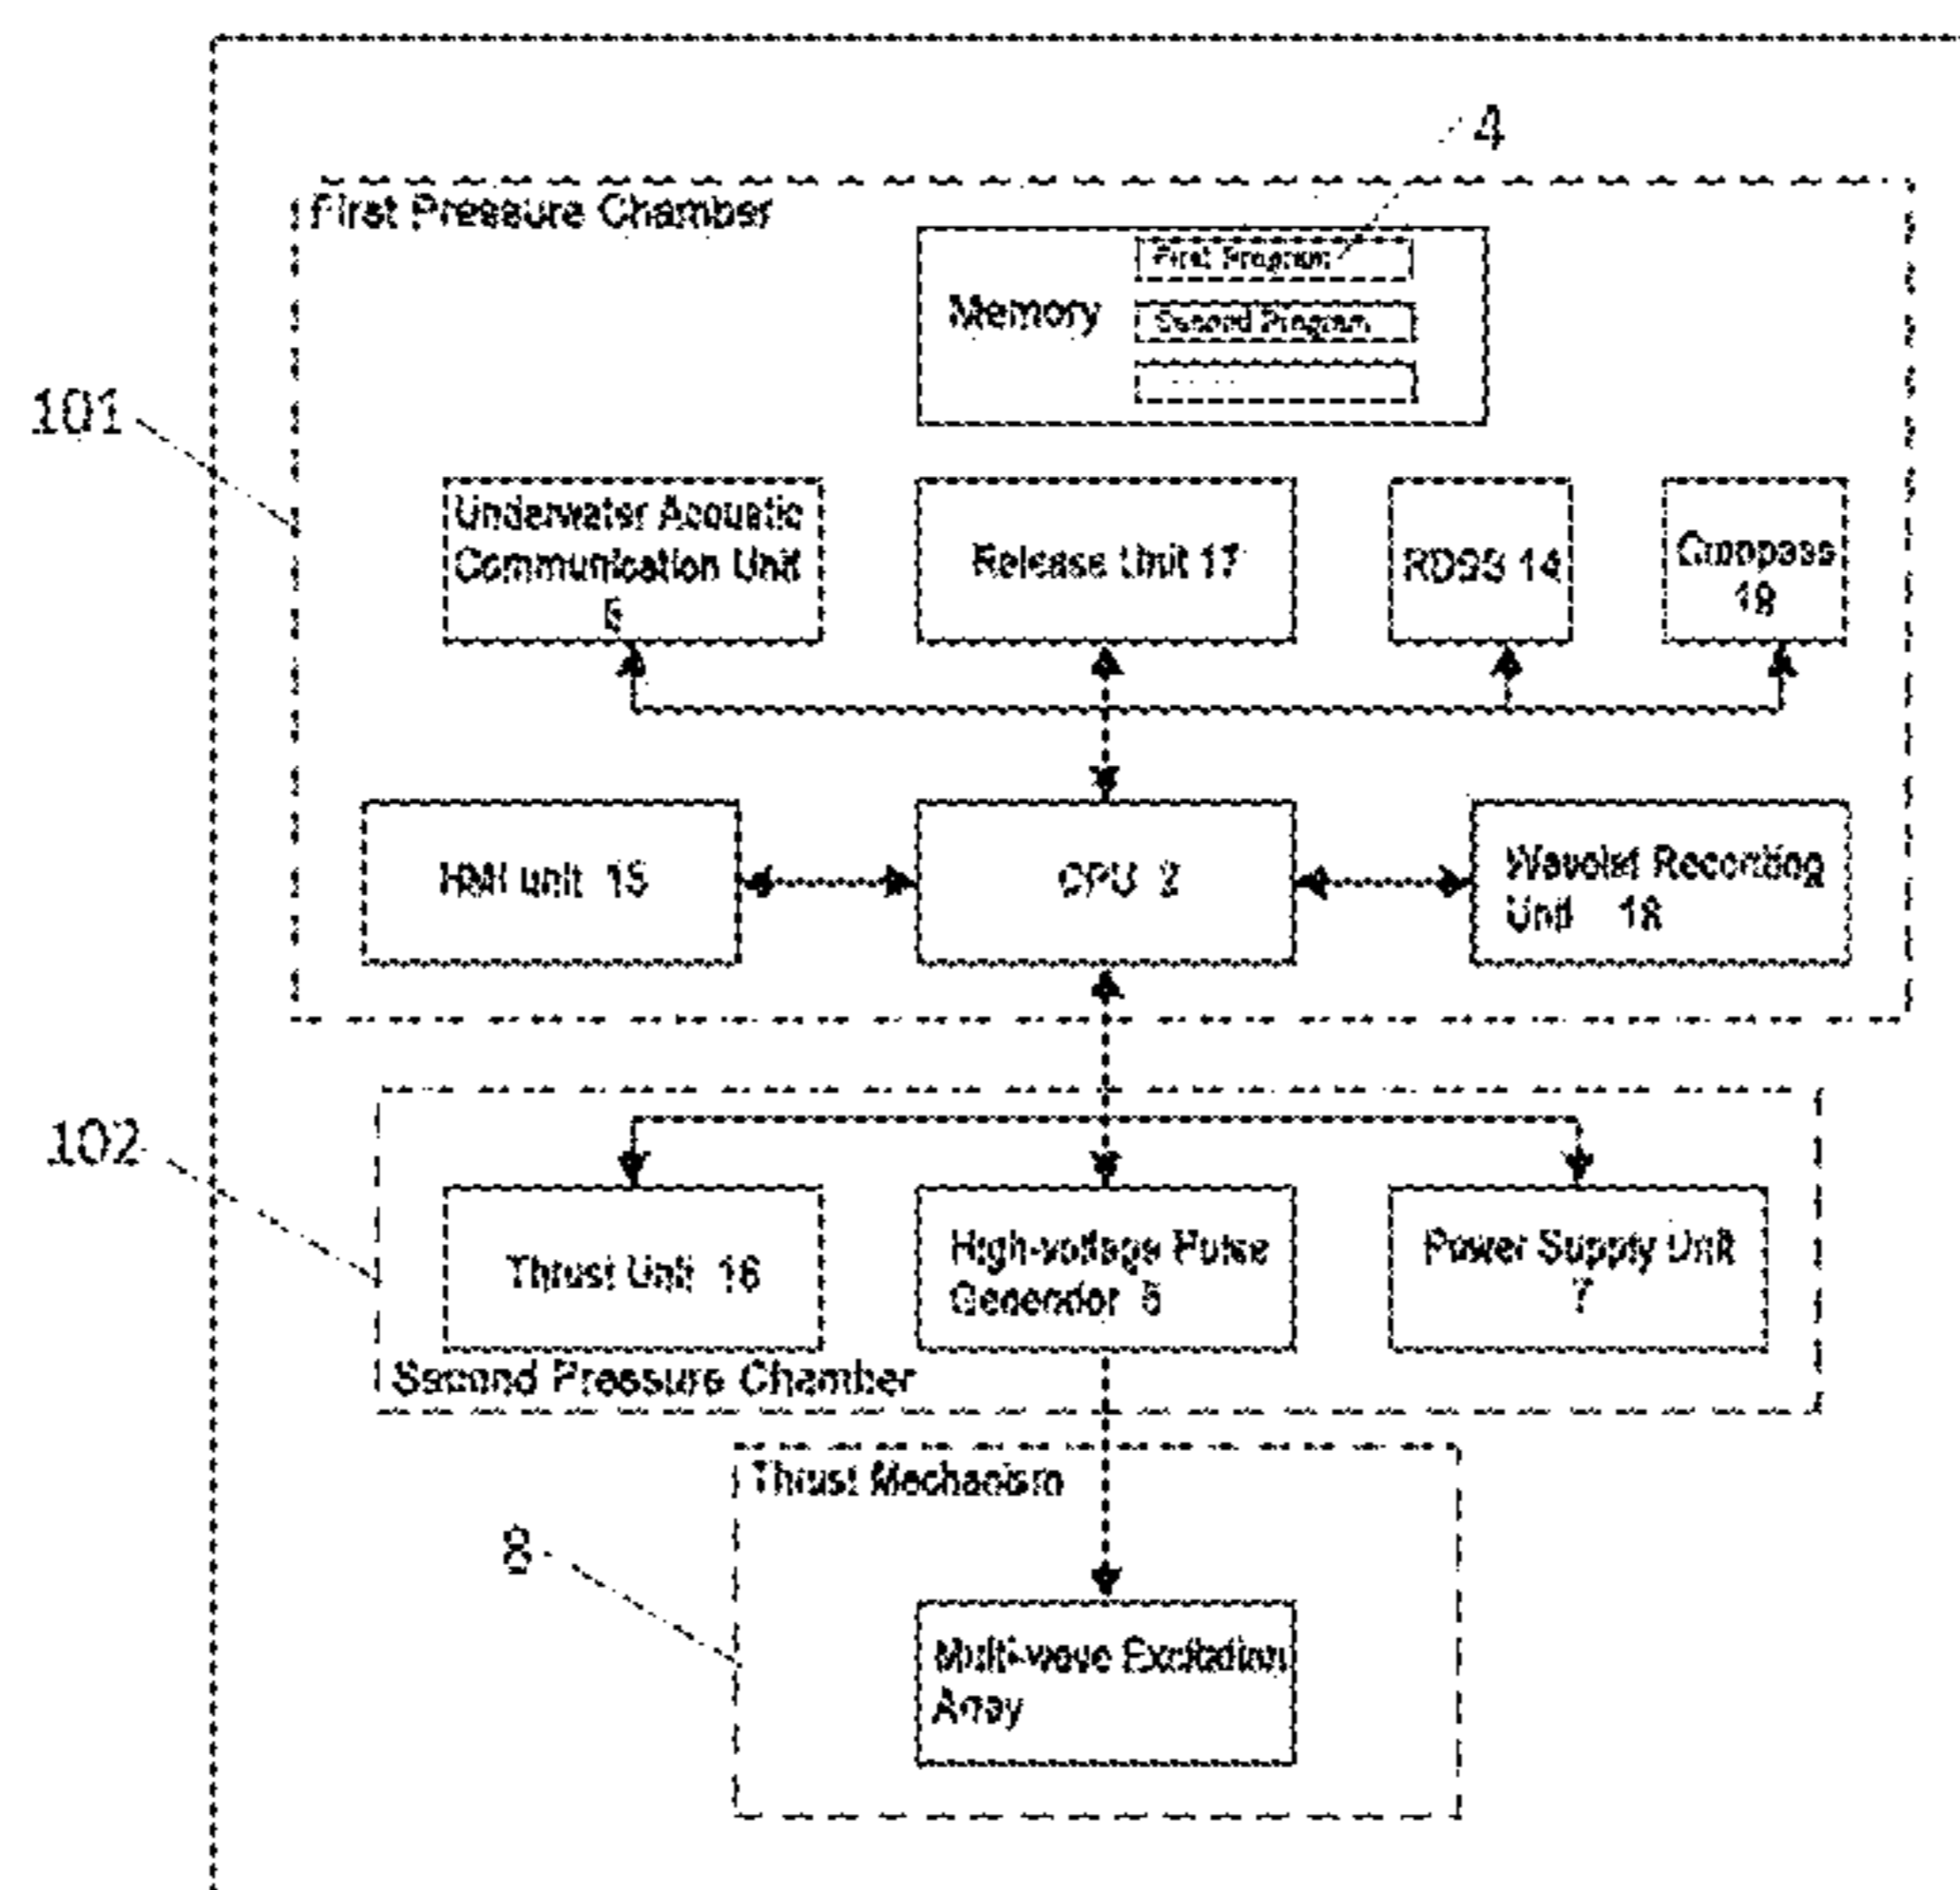 4
First Pressure Chamber
First Program
Memory
Second Program
101
Underwater Acoustic
Communication Unit
6
Release Unit 17
RDSS 14
19
HMI unit 15
CPU 2
Wavelet Recording
Unit 18
102
Thrust Unit 16
High-voltage Pulse
5
Power Supply Unit
7
Second Pressure Chamber
Thrust Mechanism
8
Multi-wave Excitation
Array